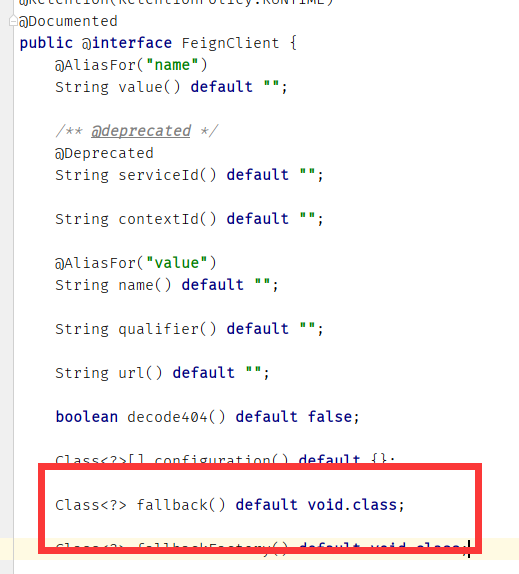 @Retention(RetentionPolicy.RUNTIME)
@Documented
public @interface FeignClient {
@AliasFor("name")
String value() default "";
/** @deprecated */
@Deprecated
String serviceId() default "";
String contextId() default "";
@AliasFor("value")
String name() default "";
String qualifier() default "";
String url() default "";
boolean decode404() default false;
Class<?>[] configuration() default {};
Class<?> fallback() default void.class;
Class<?> fallbackFactory() default void.class;